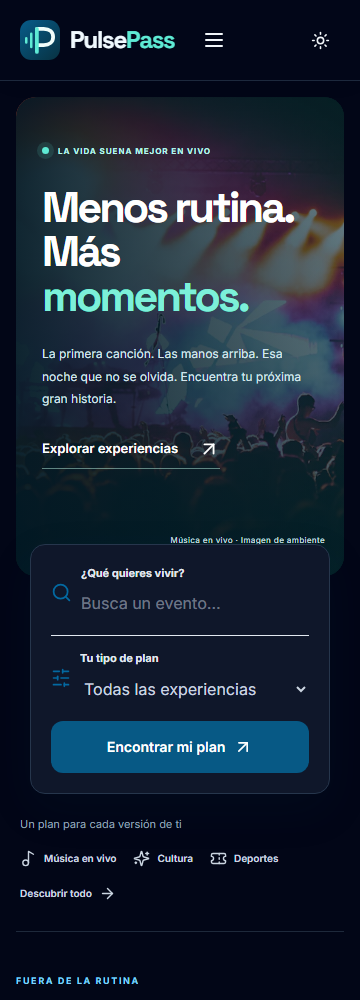 PulsePass
LA VIDA SUENA MEJOR EN VIVO
Menos rutina.
Más
momentos.
La primera canción. Las manos arriba. Esa
noche que no se olvida. Encuentra tu próxima
gran historia.
Explorar experiencias
Música en vivo · Imagen de ambiente
¿Qué quieres vivir?
Busca un evento...
Tu tipo de plan
Todas las experiencias
Encontrar mi plan
Un plan para cada versión de ti
Música en vivo
Cultura
Deportes
Descubrir todo
FUERA DE LA RUTINA